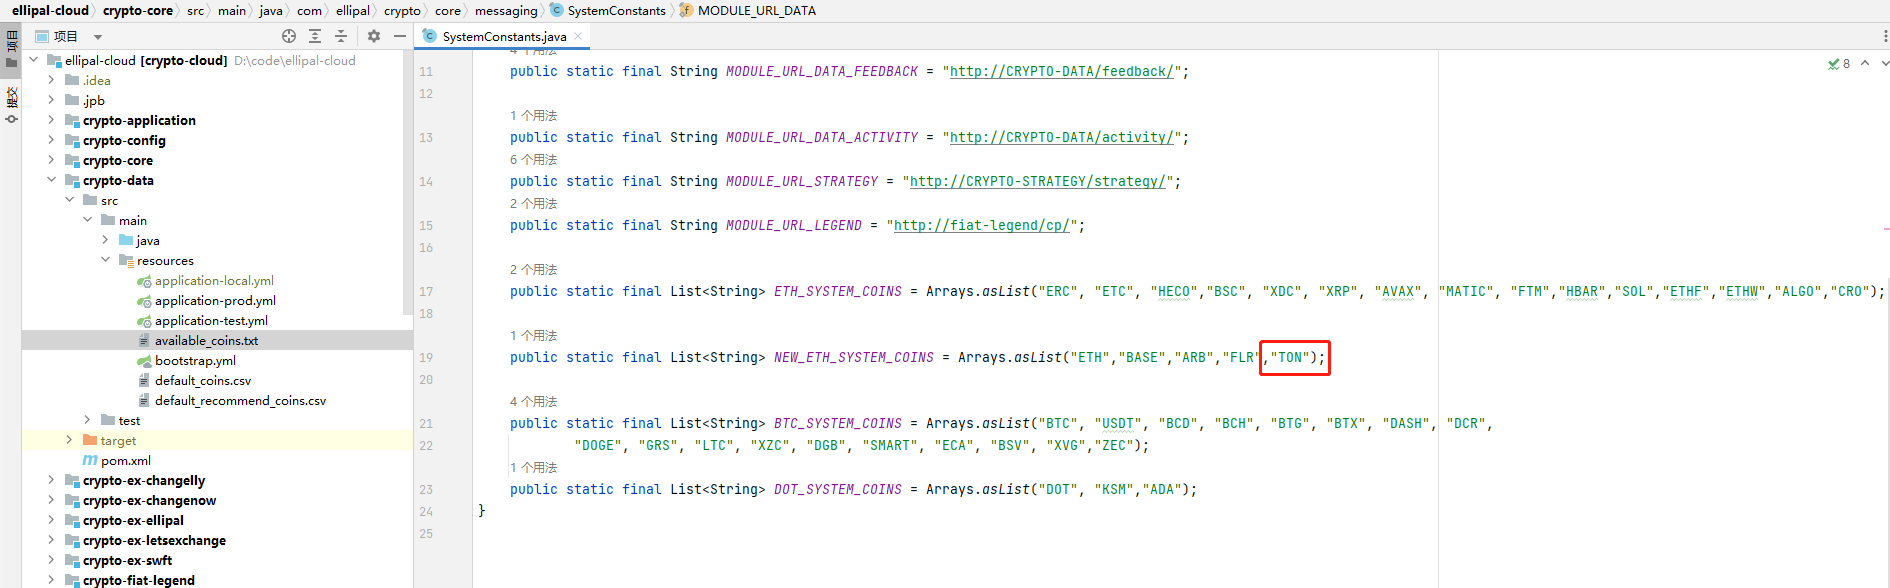 ellipal-cloud 〉 crypto-core 〉 src 〉 main 〉 java 〉 com 〉 ellipal 〉 crypto 〉 core 〉 messaging 〉 SystemConstants 〉 MODULE_URL_DATA
项目
提交
项目
ellipal-cloud [crypto-cloud] D:\code\ellipal-cloud
.idea
.jpb
crypto-application
crypto-config
crypto-core
crypto-data
src
main
java
resources
application-local.yml
application-prod.yml
application-test.yml
available_coins.txt
bootstrap.yml
default_coins.csv
default_recommend_coins.csv
test
target
pom.xml
crypto-ex-changelly
crypto-ex-changenow
crypto-ex-ellipal
crypto-ex-letsexchange
crypto-ex-swft
crypto-fiat-legend
SystemConstants.java
8
4 个用法
11 public static final String MODULE_URL_DATA_FEEDBACK = "http://CRYPTO-DATA/feedback/";
12
1 个用法
13 public static final String MODULE_URL_DATA_ACTIVITY = "http://CRYPTO-DATA/activity/";
6 个用法
14 public static final String MODULE_URL_STRATEGY = "http://CRYPTO-STRATEGY/strategy/";
2 个用法
15 public static final String MODULE_URL_LEGEND = "http://fiat-legend/cp/";
16
2 个用法
17 public static final List<String> ETH_SYSTEM_COINS = Arrays.asList("ERC", "ETC", "HECO","BSC", "XDC", "XRP", "AVAX", "MATIC", "FTM","HBAR","SOL","ETHF","ETHW","ALGO","CRO");
18
1 个用法
19 public static final List<String> NEW_ETH_SYSTEM_COINS = Arrays.asList("ETH","BASE","ARB","FLR","TON");
20
4 个用法
21 public static final List<String> BTC_SYSTEM_COINS = Arrays.asList("BTC", "USDT", "BCD", "BCH", "BTG", "BTX", "DASH", "DCR",
22 "DOGE", "GRS", "LTC", "XZC", "DGB", "SMART", "ECA", "BSV", "XVG","ZEC");
1 个用法
23 public static final List<String> DOT_SYSTEM_COINS = Arrays.asList("DOT", "KSM","ADA");
24 }
25